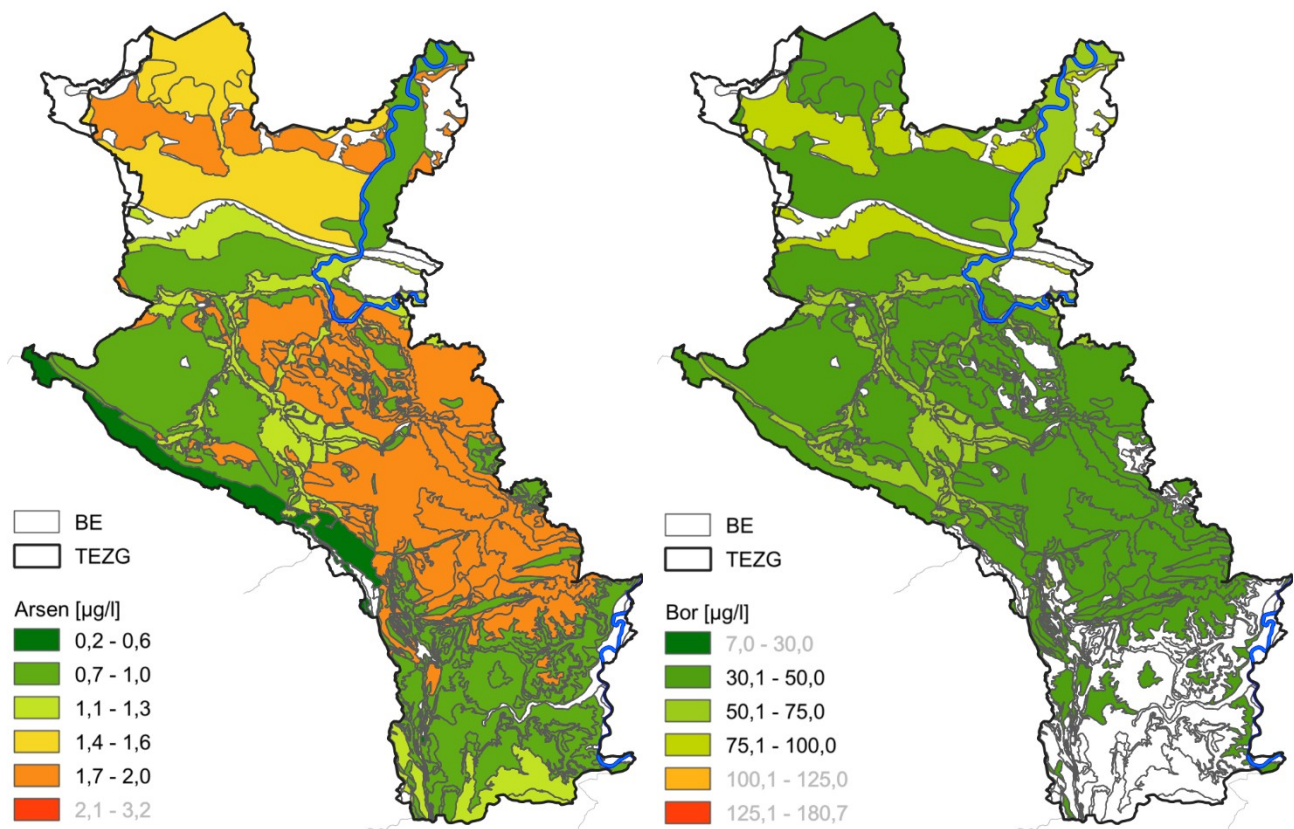 BE
TEZG
Arsen [µg/l]
0,2 - 0,6
0,7 - 1,0
1,1 - 1,3
1,4 - 1,6
1,7 - 2,0
2,1 - 3,2
BE
TEZG
Bor [µg/l]
7,0 - 30,0
30,1 - 50,0
50,1 - 75,0
75,1 - 100,0
100,1 - 125,0
125,1 - 180,7